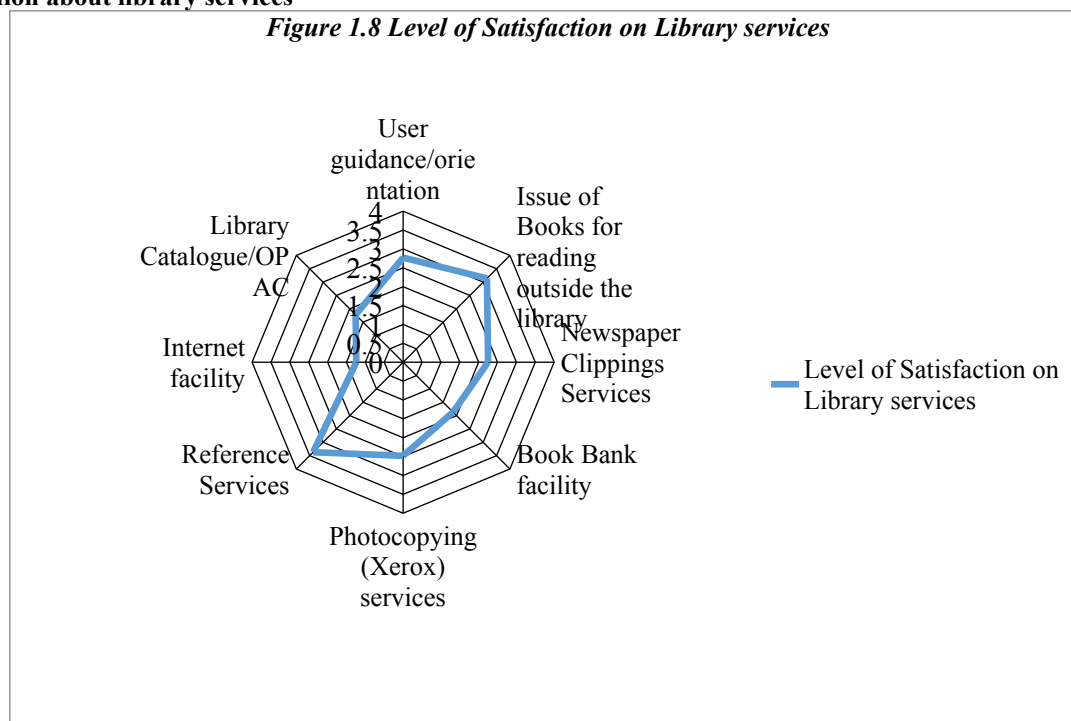 ion about library services
Figure 1.8 Level of Satisfaction on Library services
User
guidance/orie
ntation
Issue of
Books for
reading
outside the
library
Newspaper
Clippings
Services
Book Bank
facility
Photocopying
(Xerox)
services
Reference
Services
Internet
facility
Library
Catalogue/OP
AC
4
3.5
3
2.5
2
1.5
1
0.5
0
Level of Satisfaction on
Library services